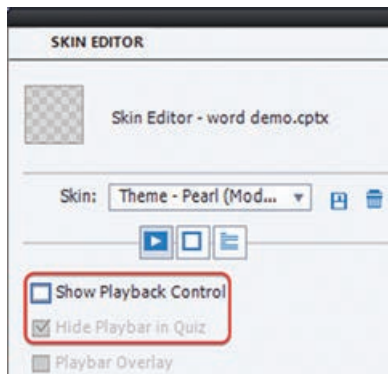 SKIN EDITOR
Skin Editor - word demo.cptx
Skin: Theme - Pearl (Mod...
Show Playback Control
Hide Playbar in Quiz
Playbar Overlay